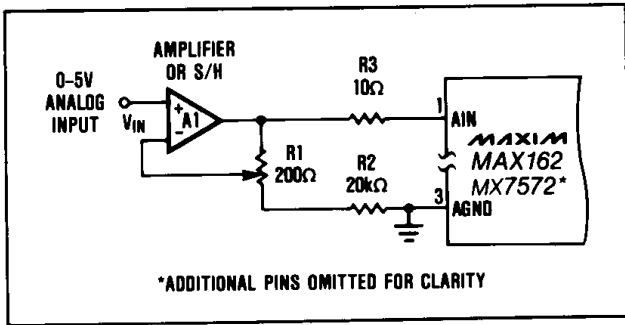 AMPLIFIER
OR S/H
0–5V
ANALOG
INPUT
VIN
+
−
A1
R1
200Ω
R3
10Ω
R2
20kΩ
1
AIN
MAXIM
MAX162
MX7572*
3
AGND
*ADDITIONAL PINS OMITTED FOR CLARITY